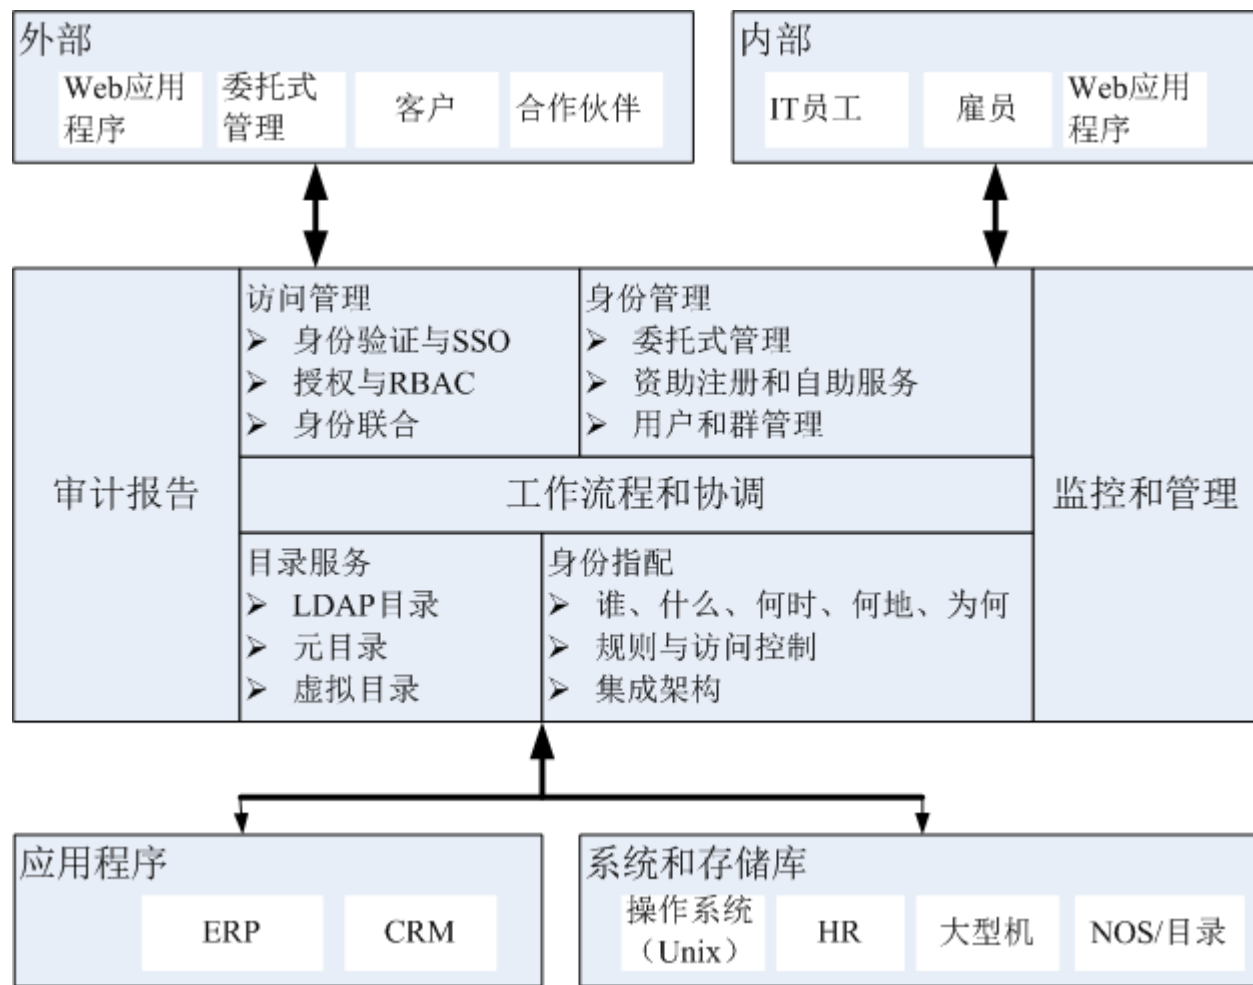 外部
Web应用
程序
委托式
管理
客户
合作伙伴
内部
IT员工
雇员
Web应用
程序
审计报告
访问管理
➢ 身份验证与SSO
➢ 授权与RBAC
➢ 身份联合
身份管理
➢ 委托式管理
➢ 资助注册和自助服务
➢ 用户和群管理
工作流程和协调
目录服务
➢ LDAP目录
➢ 元目录
➢ 虚拟目录
身份指配
➢ 谁、什么、何时、何地、为何
➢ 规则与访问控制
➢ 集成架构
监控和管理
应用程序
ERP
CRM
系统和存储库
操作系统
（Unix）
HR
大型机
NOS/目录